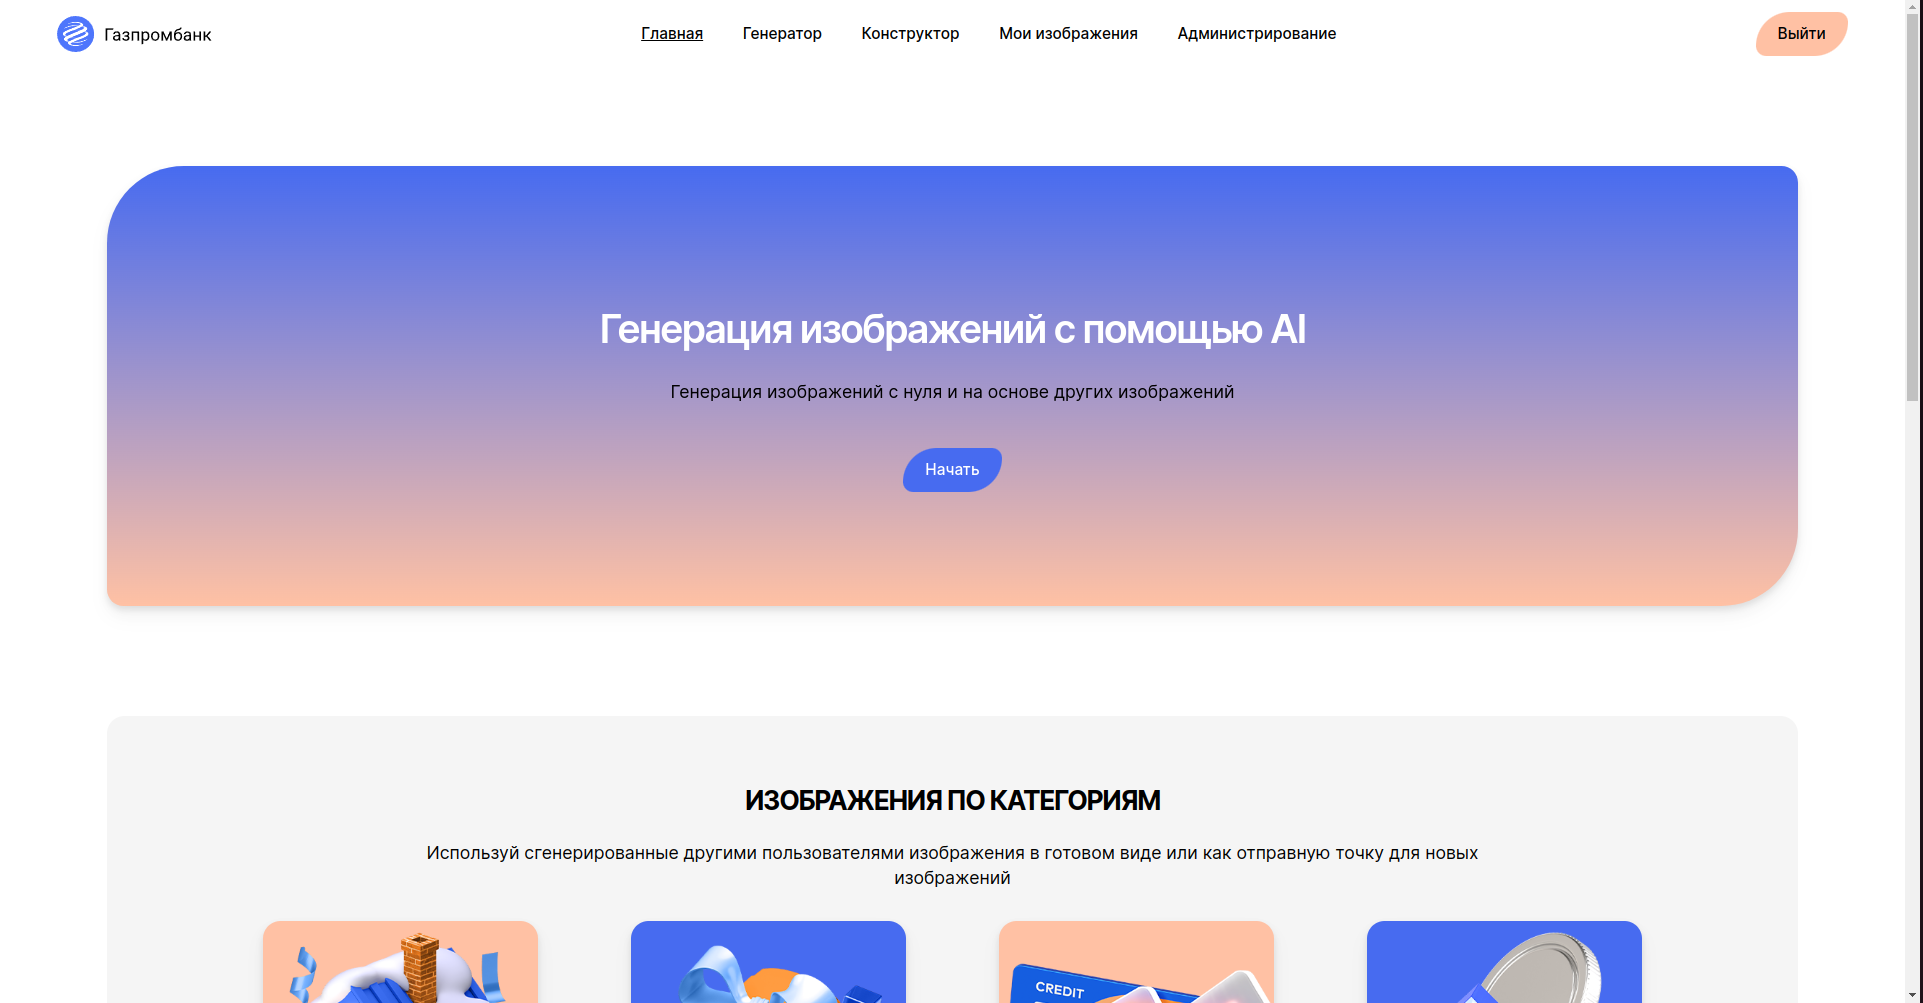 Газпромбанк
Главная
Генератор
Конструктор
Мои изображения
Администрирование
Выйти
Генерация изображений с помощью AI
Генерация изображений с нуля и на основе других изображений
Начать
ИЗОБРАЖЕНИЯ ПО КАТЕГОРИЯМ
Используй сгенерированные другими пользователями изображения в готовом виде или как отправную точку для новых
изображений
CREDIT